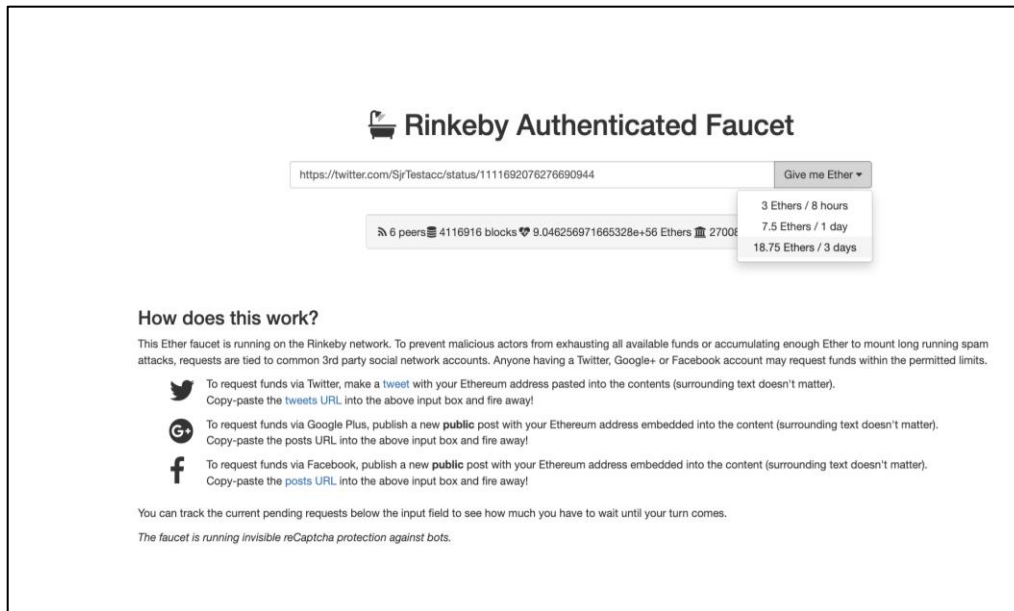 Rinkeby Authenticated Faucet
https://twitter.com/SjrTestacc/status/1111692076276690944
Give me Ether
3 Ethers / 8 hours
7.5 Ethers / 1 day
18.75 Ethers / 3 days
6 peers 4116916 blocks 9.046256971665328e+56 Ethers 27008
How does this work?
This Ether faucet is running on the Rinkeby network. To prevent malicious actors from exhausting all available funds or accumulating enough Ether to mount long running spam
attacks, requests are tied to common 3rd party social network accounts. Anyone having a Twitter, Google+ or Facebook account may request funds within the permitted limits.
To request funds via Twitter, make a tweet with your Ethereum address pasted into the contents (surrounding text doesn't matter).
Copy-paste the tweets URL into the above input box and fire away!
G+
To request funds via Google Plus, publish a new public post with your Ethereum address embedded into the content (surrounding text doesn't matter).
Copy-paste the posts URL into the above input box and fire away!
To request funds via Facebook, publish a new public post with your Ethereum address embedded into the content (surrounding text doesn't matter).
Copy-paste the posts URL into the above input box and fire away!
You can track the current pending requests below the input field to see how much you have to wait until your turn comes.
The faucet is running invisible reCaptcha protection against bots.